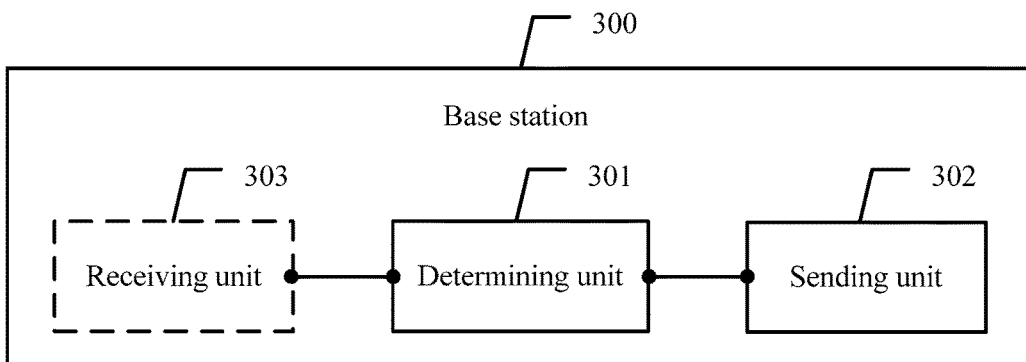 300
Base station
303
301
302
Receiving unit
Determining unit
Sending unit